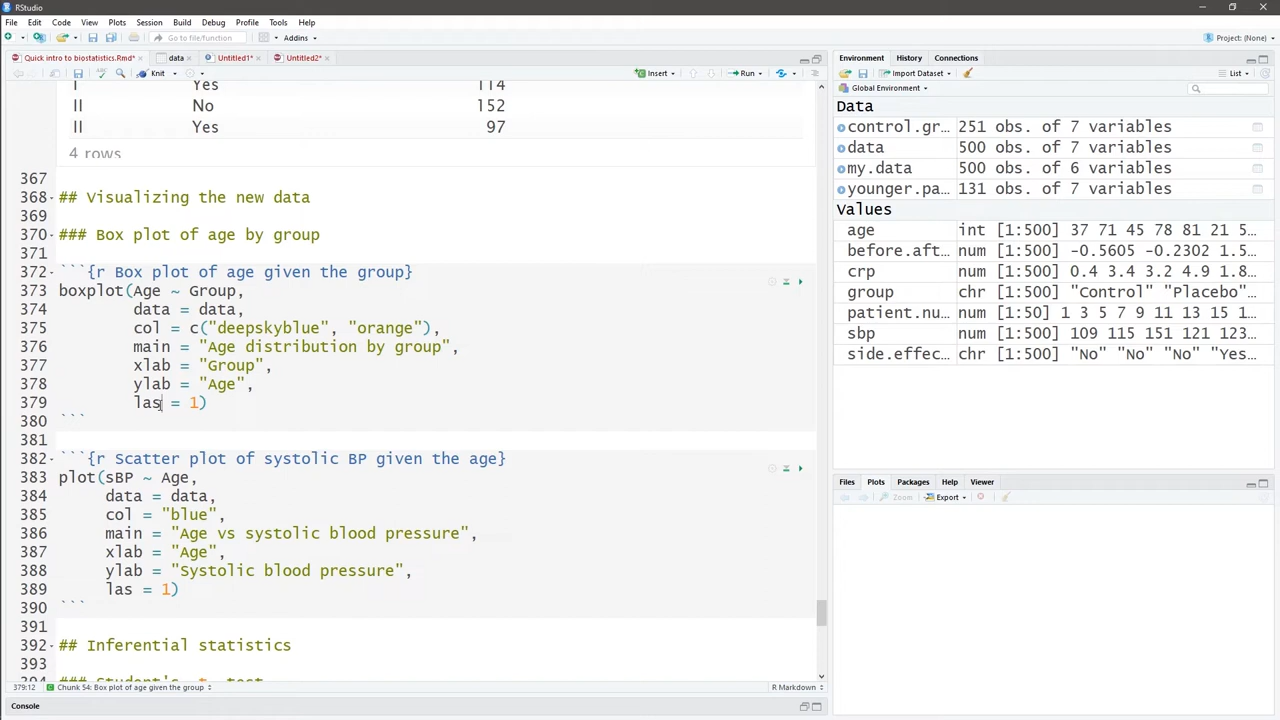 RStudio
File Edit Code View Plots Session Build Debug Profile Tools Help
Go to file/function Addins Project: (None)
Quick intro to biostatistics.Rmd* data Untitled1* Untitled2*
Knit Insert Run
I Yes 114
II No 152
II Yes 97
4 rows
367
368 ## Visualizing the new data
369
370 ### Box plot of age by group
371
372 ```{r Box plot of age given the group}
373 boxplot(Age ~ Group,
374 data = data,
375 col = c("deepskyblue", "orange"),
376 main = "Age distribution by group",
377 xlab = "Group",
378 ylab = "Age",
379 las = 1)
380 ```
381
382 ```{r Scatter plot of systolic BP given the age}
383 plot(sBP ~ Age,
384 data = data,
385 col = "blue",
386 main = "Age vs systolic blood pressure",
387 xlab = "Age",
388 ylab = "Systolic blood pressure",
389 las = 1)
390 ```
391
392 ## Inferential statistics
393
379:12 Chunk 54: Box plot of age given the group R Markdown
Console
Environment History Connections
Import Dataset List
Global Environment
Data
control.gr… 251 obs. of 7 variables
data 500 obs. of 7 variables
my.data 500 obs. of 6 variables
younger.pa… 131 obs. of 7 variables
Values
age int [1:500] 37 71 45 78 81 21 5…
before.aft… num [1:500] -0.5605 -0.2302 1.5…
crp num [1:500] 0.4 3.4 3.2 4.9 1.8…
group chr [1:500] "Control" "Placebo"…
patient.nu… num [1:50] 1 3 5 7 9 11 13 15 1…
sbp num [1:500] 109 115 151 121 123…
side.effec… chr [1:500] "No" "No" "No" "Yes…
Files Plots Packages Help Viewer
Zoom Export